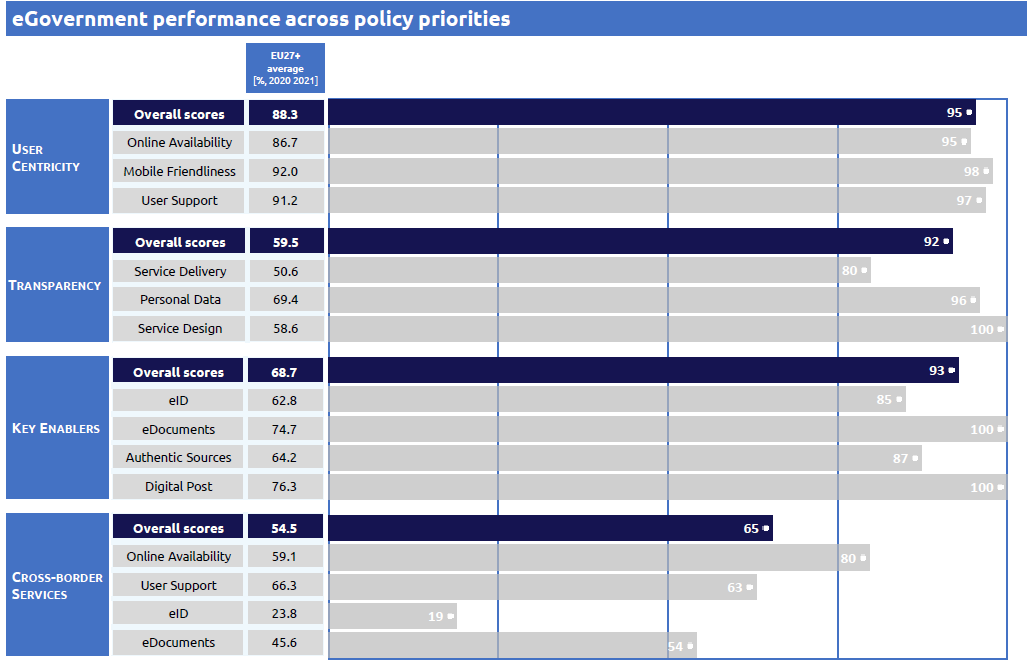 eGovernment performance across policy priorities
EU27+
average
[%, 2020 2021]
USER
CENTRICITY
Overall scores 88.3 95
Online Availability 86.7 95
Mobile Friendliness 92.0 98
User Support 91.2 97
TRANSPARENCY
Overall scores 59.5 92
Service Delivery 50.6 80
Personal Data 69.4 96
Service Design 58.6 100
KEY ENABLERS
Overall scores 68.7 93
eID 62.8 85
eDocuments 74.7 100
Authentic Sources 64.2 87
Digital Post 76.3 100
CROSS-BORDER
SERVICES
Overall scores 54.5 65
Online Availability 59.1 80
User Support 66.3 63
eID 23.8 19
eDocuments 45.6 54